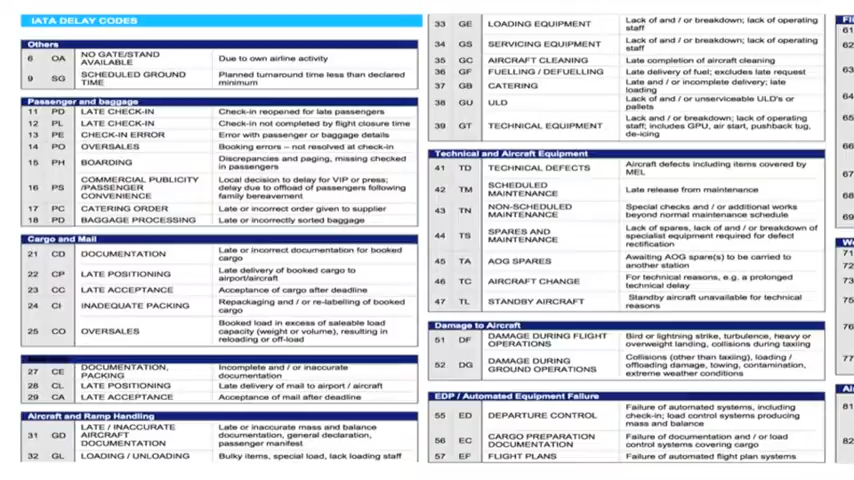 IATA DELAY CODES
Others
6 OA NO GATE/STAND AVAILABLE Due to own airline activity
9 SG SCHEDULED GROUND TIME Planned turnaround time less than declared minimum
Passenger and baggage
11 PD LATE CHECK-IN Check-in reopened for late passengers
12 PL LATE CHECK-IN Check-in not completed by flight closure time
13 PE CHECK-IN ERROR Error with passenger or baggage details
14 PO OVERSALES Booking errors – not resolved at check-in
15 PH BOARDING Discrepancies and paging, missing checked in passengers
16 PS COMMERCIAL PUBLICITY /PASSENGER CONVENIENCE Local decision to delay for VIP or press; delay due to offload of passengers following family bereavement
17 PC CATERING ORDER Late or incorrect order given to supplier
18 PD BAGGAGE PROCESSING Late or incorrectly sorted baggage
Cargo and Mail
21 CD DOCUMENTATION Late or incorrect documentation for booked cargo
22 CP LATE POSITIONING Late delivery of booked cargo to airport/aircraft
23 CC LATE ACCEPTANCE Acceptance of cargo after deadline
24 CI INADEQUATE PACKING Repackaging and / or re-labelling of booked cargo
25 CO OVERSALES Booked load in excess of saleable load capacity (weight or volume), resulting in reloading or off-load
27 CE DOCUMENTATION, PACKING Incomplete and / or inaccurate documentation
28 CL LATE POSITIONING Late delivery of mail to airport / aircraft
29 CA LATE ACCEPTANCE Acceptance of mail after deadline
Aircraft and Ramp Handling
31 GD LATE / INACCURATE AIRCRAFT DOCUMENTATION Late or inaccurate mass and balance documentation, general declaration, passenger manifest
32 GL LOADING / UNLOADING Bulky items, special load, lack loading staff
33 GE LOADING EQUIPMENT Lack of and / or breakdown; lack of operating staff
34 GS SERVICING EQUIPMENT Lack of and / or breakdown; lack of operating staff
35 GC AIRCRAFT CLEANING Late completion of aircraft cleaning
36 GF FUELLING / DEFUELLING Late delivery of fuel; excludes late request
37 GB CATERING Late and / or incomplete delivery; late loading
38 GU ULD Lack of and / or unserviceable ULD's or pallets
39 GT TECHNICAL EQUIPMENT Lack and / or breakdown; lack of operating staff; includes GPU, air start, pushback tug, de-icing
Technical and Aircraft Equipment
41 TD TECHNICAL DEFECTS Aircraft defects including items covered by MEL
42 TM SCHEDULED MAINTENANCE Late release from maintenance
43 TN NON-SCHEDULED MAINTENANCE Special checks and / or additional works beyond normal maintenance schedule
44 TS SPARES AND MAINTENANCE Lack of spares, lack of and / or breakdown of specialist equipment required for defect rectification
45 TA AOG SPARES Awaiting AOG spare(s) to be carried to another station
46 TC AIRCRAFT CHANGE For technical reasons, e.g. a prolonged technical delay
47 TL STANDBY AIRCRAFT Standby aircraft unavailable for technical reasons
Damage to Aircraft
51 DF DAMAGE DURING FLIGHT OPERATIONS Bird or lightning strike, turbulence, heavy or overweight landing, collisions during taxiing
52 DG DAMAGE DURING GROUND OPERATIONS Collisions (other than taxiing), loading / offloading damage, towing, contamination, extreme weather conditions
EDP / Automated Equipment Failure
55 ED DEPARTURE CONTROL Failure of automated systems, including check-in; load control systems producing mass and balance
56 EC CARGO PREPARATION DOCUMENTATION Failure of documentation and / or load control systems covering cargo
57 EF FLIGHT PLANS Failure of automated flight plan systems
61
62
63
64
65
66
67
68
69
71
72
73
75
76
77
81
82